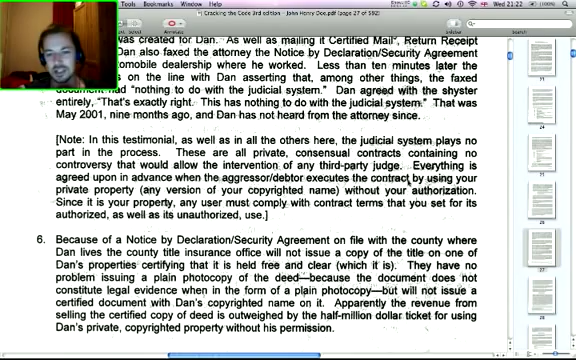 Tools Bookmarks Window Help
Wed 21:22
Cracking the Code 3rd edition - John Henry Doe.pdf (page 27 of 582)
was created for Dan. As well as mailing it Certified Mail, Return Receipt
Dan also faxed the attorney the Notice by Declaration/Security Agreement
omobile dealership where he worked. Less than ten minutes later the
s on the line with Dan asserting that, among other things, the faxed
had "nothing to do with the judicial system." Dan agreed with the shyster
entirely, "That's exactly right. This has nothing to do with the judicial system." That was
May 2001, nine months ago, and Dan has not heard from the attorney since.
[Note: In this testimonial, as well as in all the others here, the judicial system plays no
part in the process. These are all private, consensual contracts containing no
controversy that would allow the intervention of any third-party judge. Everything is
agreed upon in advance when the aggressor/debtor executes the contract by using your
private property (any version of your copyrighted name) without your authorization.
Since it is your property, any user must comply with contract terms that you set for its
authorized, as well as its unauthorized, use.]
6. Because of a Notice by Declaration/Security Agreement on file with the county where
Dan lives the county title insurance office will not issue a copy of the title on one of
Dan's properties certifying that it is held free and clear (which it is). They have no
problem issuing a plain photocopy of the deed—because the document does not
constitute legal evidence when in the form of a plain photocopy—but will not issue a
certified document with Dan's copyrighted name on it. Apparently the revenue from
selling the certified copy of deed is outweighed by the half-million dollar ticket for using
Dan's private, copyrighted property without his permission.